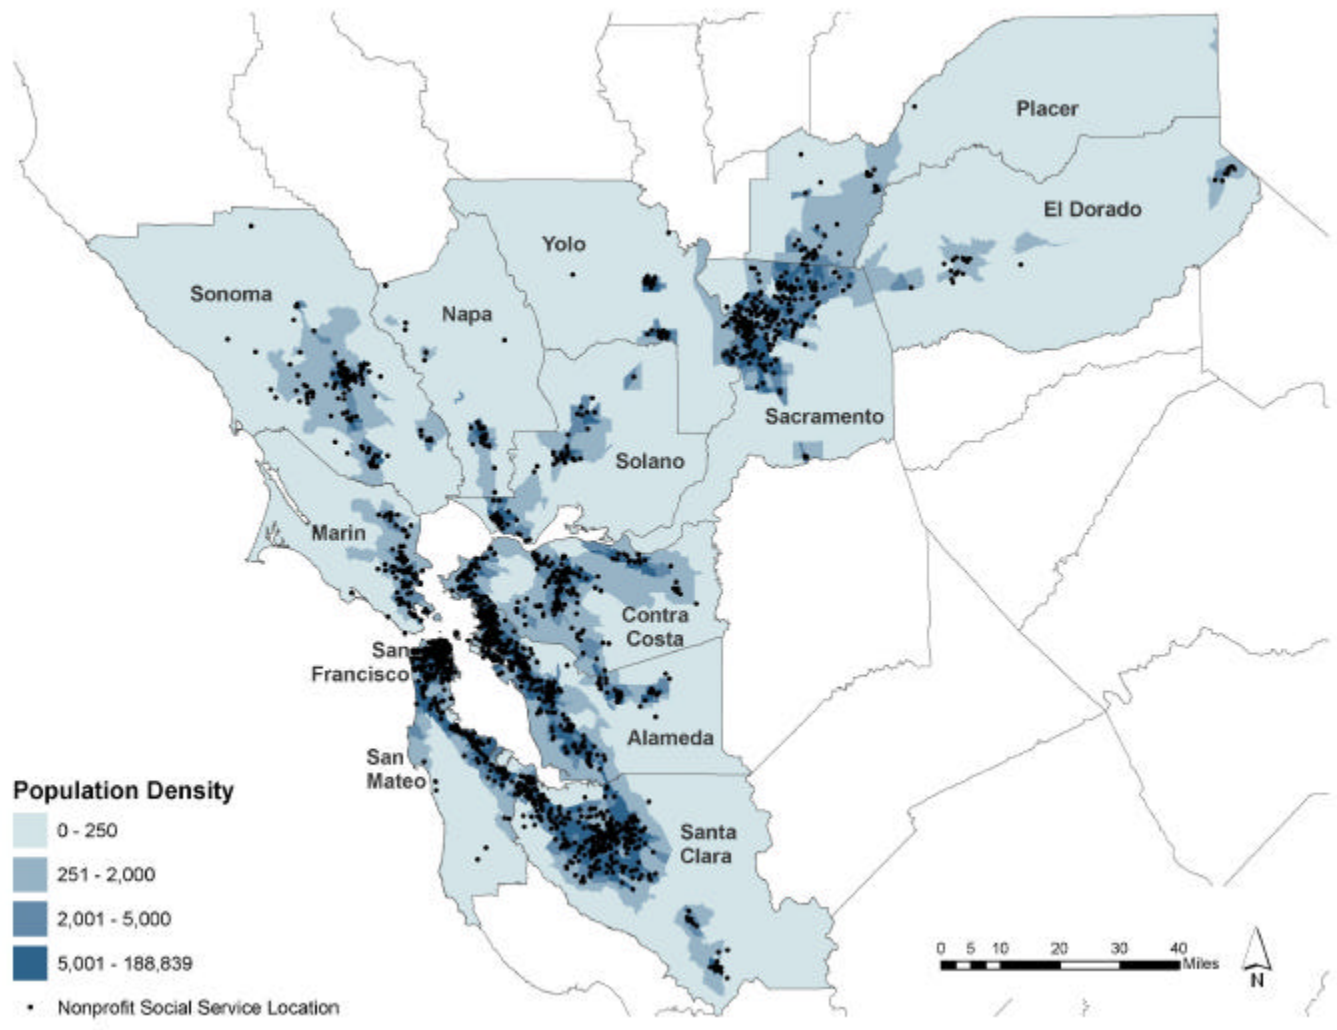 Placer
El Dorado
Yolo
Sonoma
Napa
Sacramento
Solano
Marin
Contra
Costa
San
Francisco
Alameda
San
Mateo
Santa
Clara
Population Density
0 - 250
251 - 2,000
2,001 - 5,000
5,001 - 188,839
Nonprofit Social Service Location
0 5 10 20 30 40
Miles
N